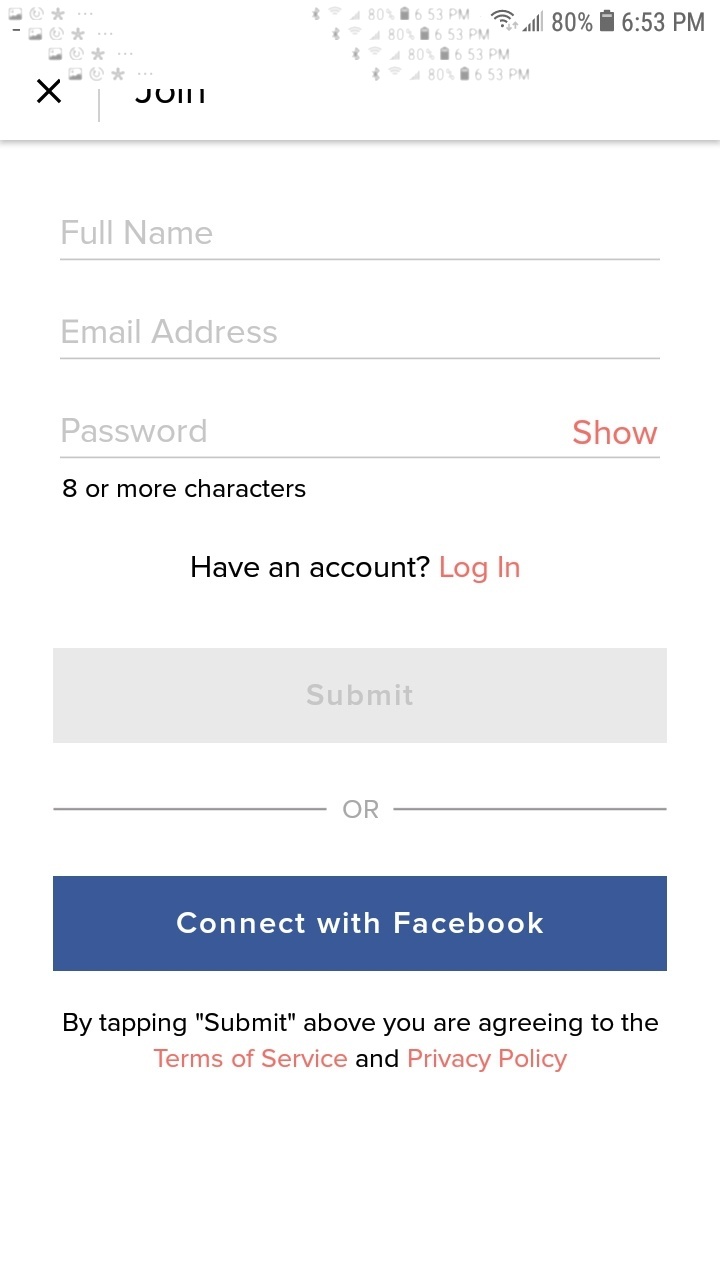 80% 6 53 PM
80% 6:53 PM
80% 6 53 PM
80% 6 53 PM
80% 6 53 PM
Join
Full Name
Email Address
Password Show
8 or more characters
Have an account? Log In
Submit
OR
Connect with Facebook
By tapping "Submit" above you are agreeing to the
Terms of Service and Privacy Policy